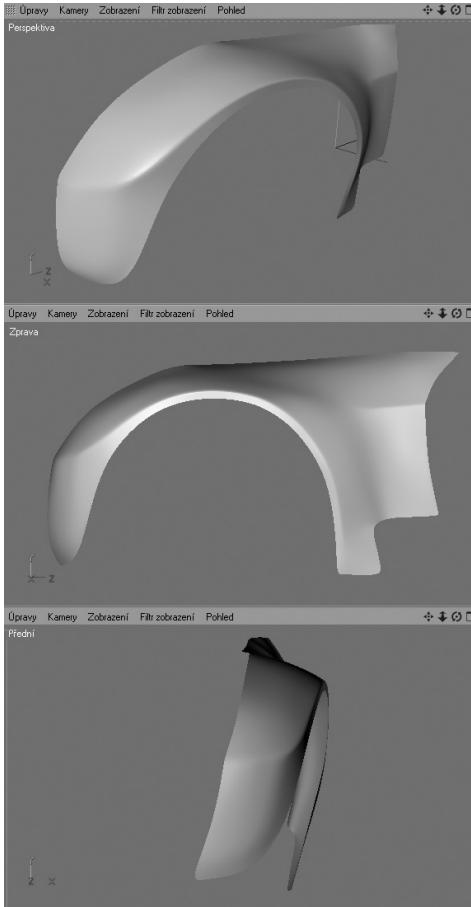 Úpravy Kamery Zobrazení Filtr zobrazení Pohled
Perspektiva
Y
Z
X
Úpravy Kamery Zobrazení Filtr zobrazení Pohled
Zprava
Y
X Z
Úpravy Kamery Zobrazení Filtr zobrazení Pohled
Přední
Y
Z X